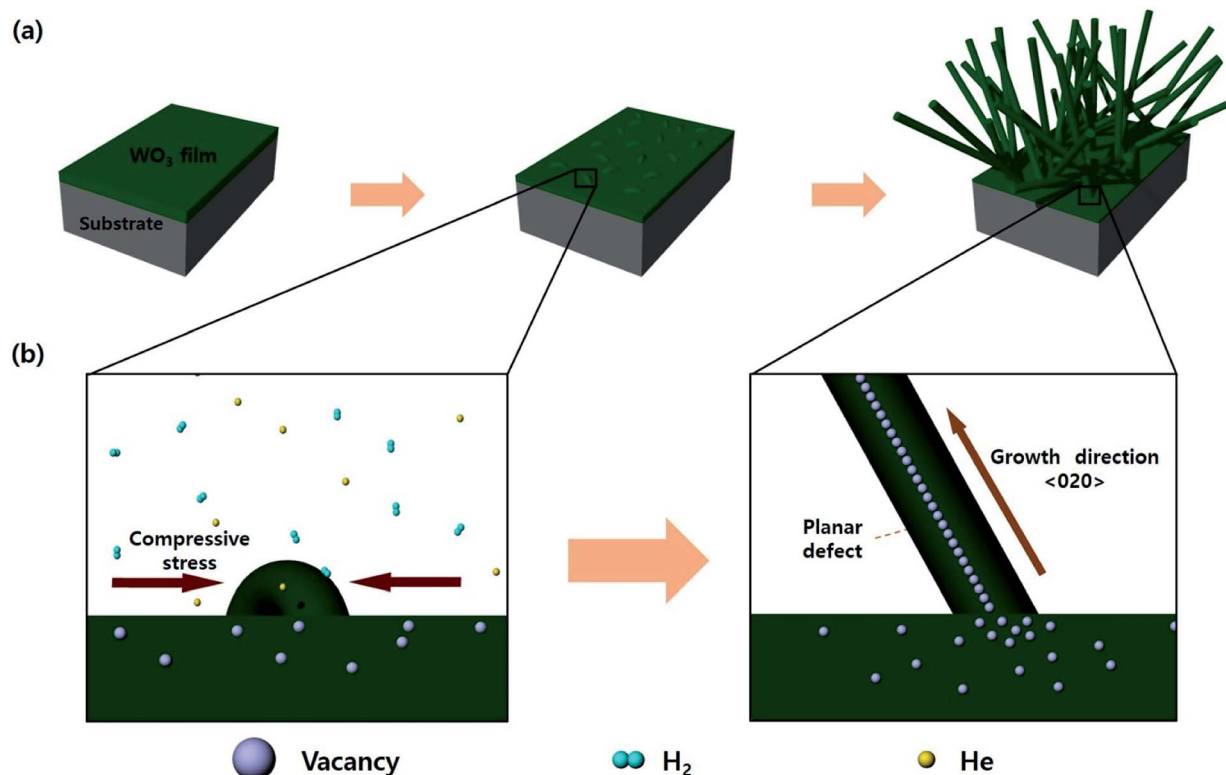 (a)
WO₃ film
Substrate
(b)
Compressive
stress
Growth direction
<020>
Planar
defect
Vacancy
H₂
He